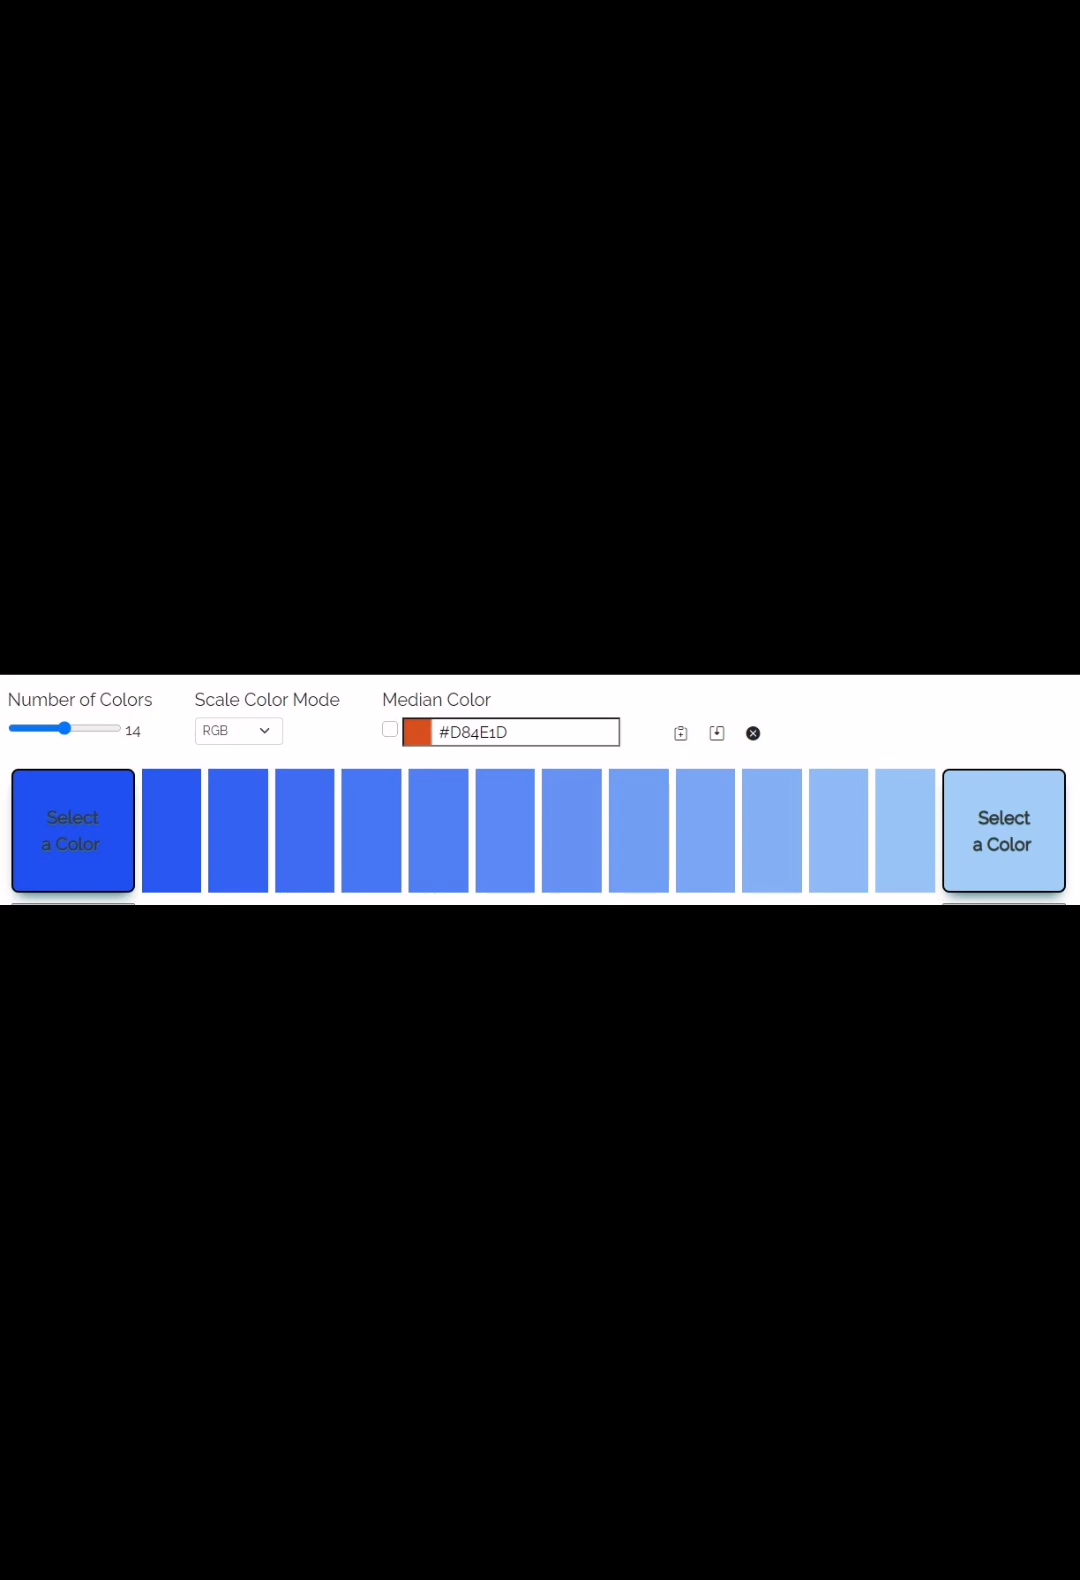 Number of Colors
Scale Color Mode
Median Color
14
RGB
#D84E1D
Select
a Color
Select
a Color